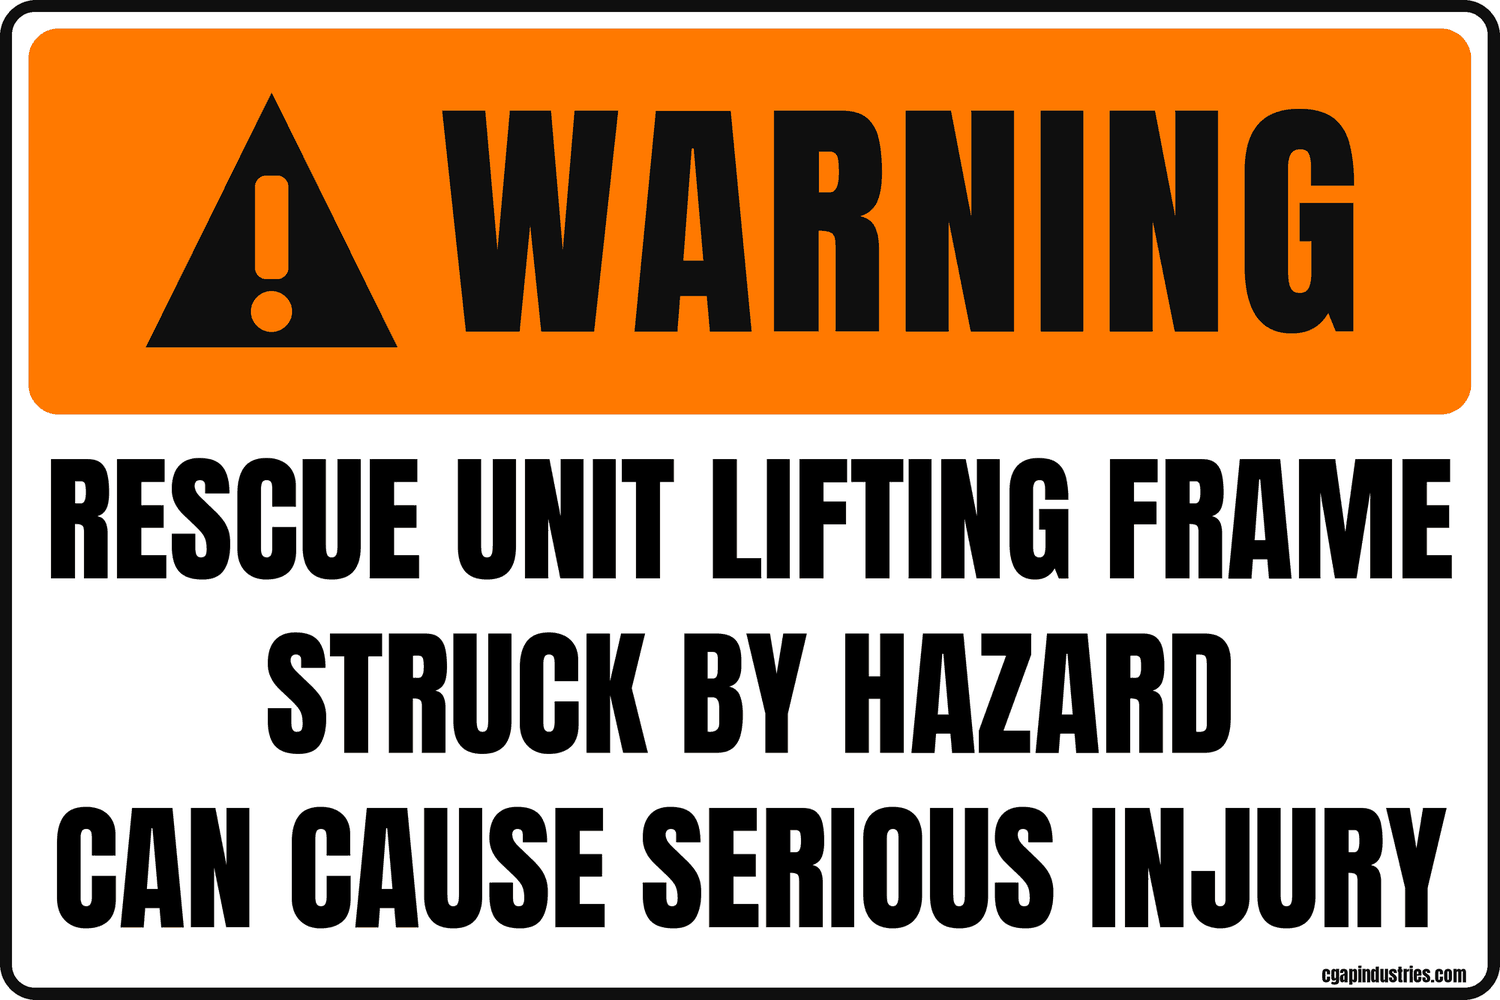 WARNING
RESCUE UNIT LIFTING FRAME
STRUCK BY HAZARD
CAN CAUSE SERIOUS INJURY
cgapindustries.com